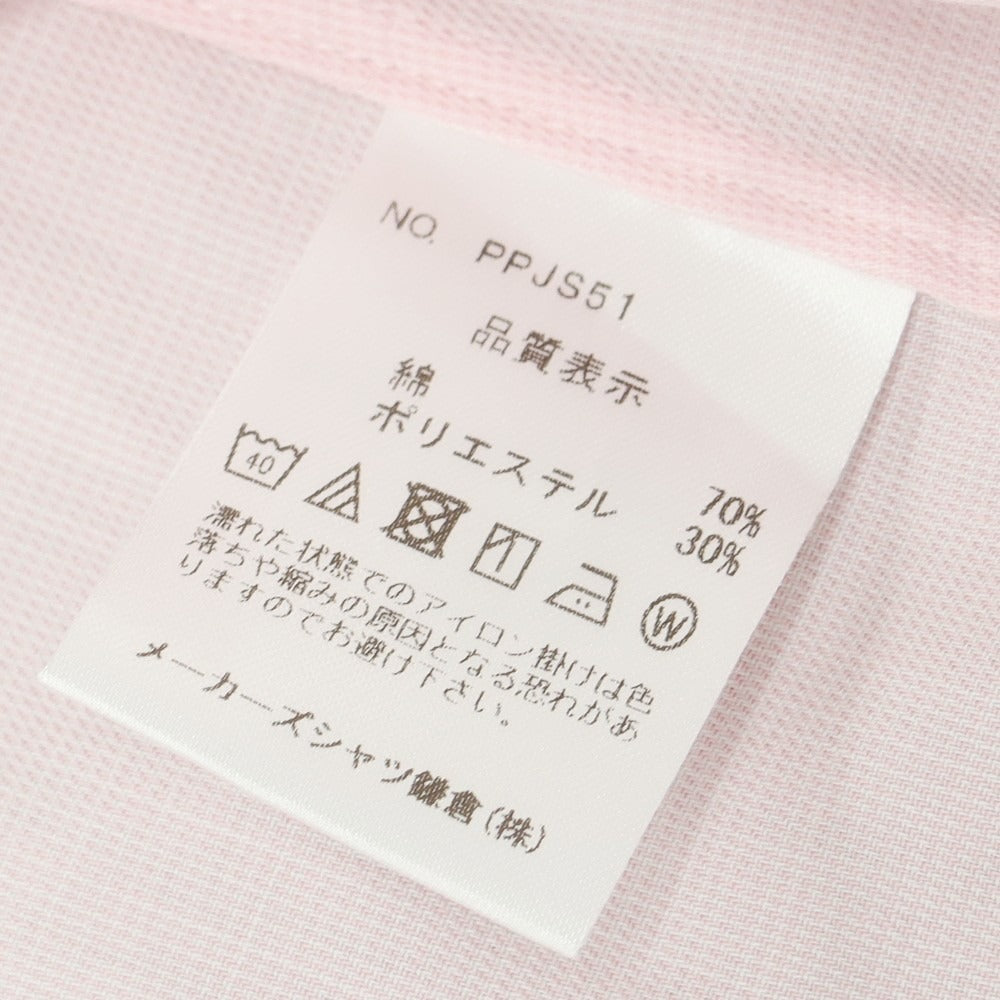 NO. PPJS51
品質表示
綿 70%
ポリエステル 30%
40
W
濡れた状態でのアイロン掛けは色
落ちや縮みの原因となる恐れがあ
りますのでお避け下さい。
メーカーズシャツ鎌倉(株)